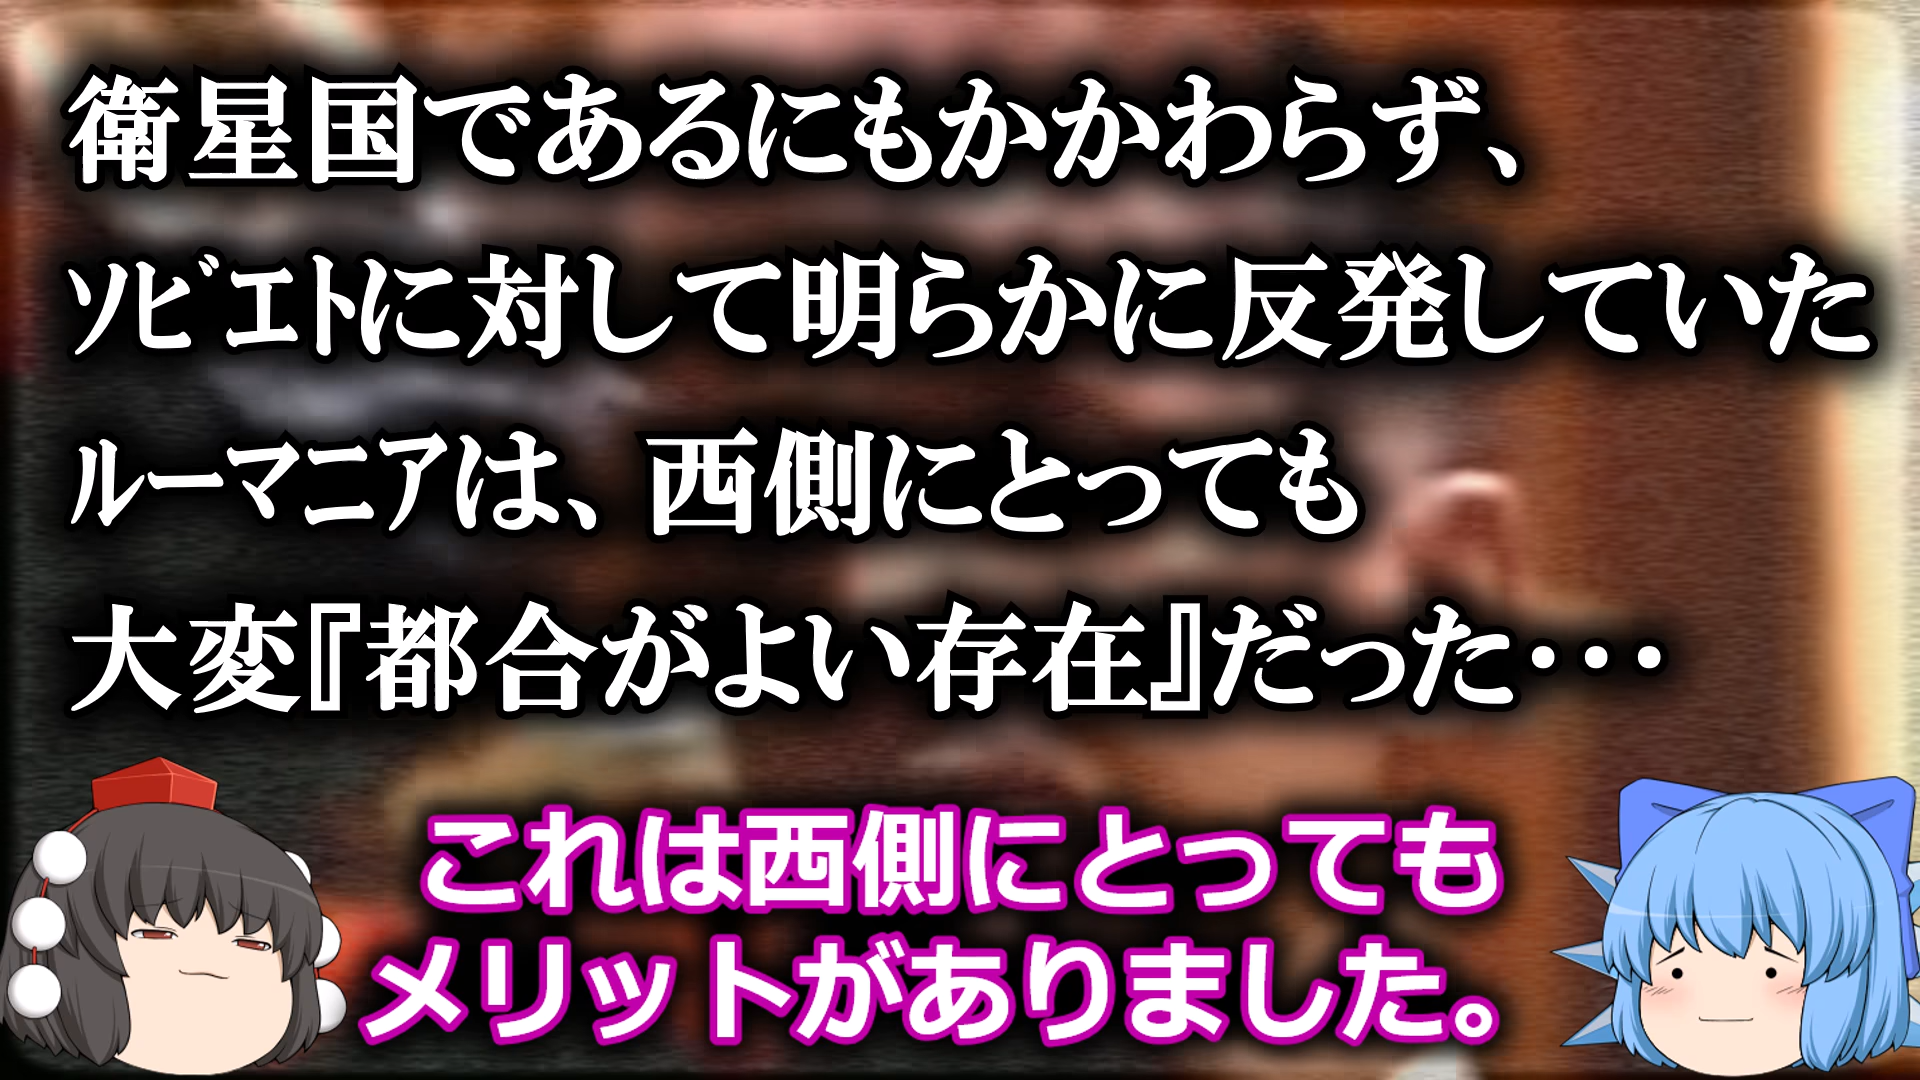 衛星国であるにもかかわらず、
ｿﾋﾞｴﾄに対して明らかに反発していた
ﾙｰﾏﾆｱは、西側にとっても
大変『都合がよい存在』だった・・・
これは西側にとっても
メリットがありました。